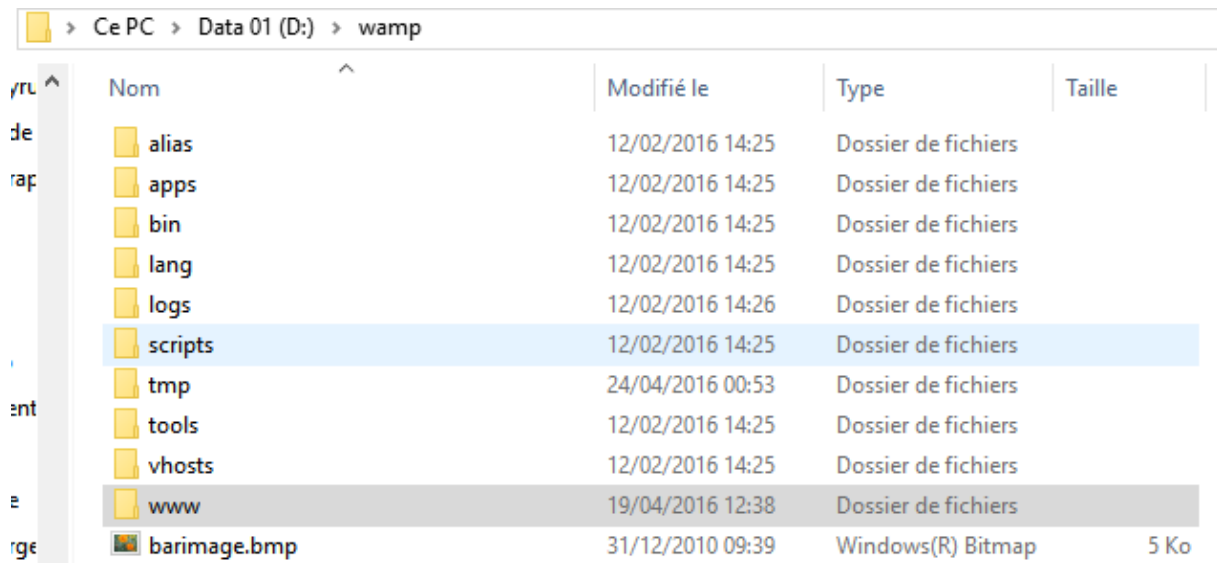 Ce PC > Data 01 (D:) > wamp
Nom Modifié le Type Taille
alias 12/02/2016 14:25 Dossier de fichiers
de
apps 12/02/2016 14:25 Dossier de fichiers
bin 12/02/2016 14:25 Dossier de fichiers
lang 12/02/2016 14:25 Dossier de fichiers
logs 12/02/2016 14:26 Dossier de fichiers
scripts 12/02/2016 14:25 Dossier de fichiers
tmp 24/04/2016 00:53 Dossier de fichiers
ent
tools 12/02/2016 14:25 Dossier de fichiers
vhosts 12/02/2016 14:25 Dossier de fichiers
www 19/04/2016 12:38 Dossier de fichiers
barimage.bmp 31/12/2010 09:39 Windows(R) Bitmap 5 Ko